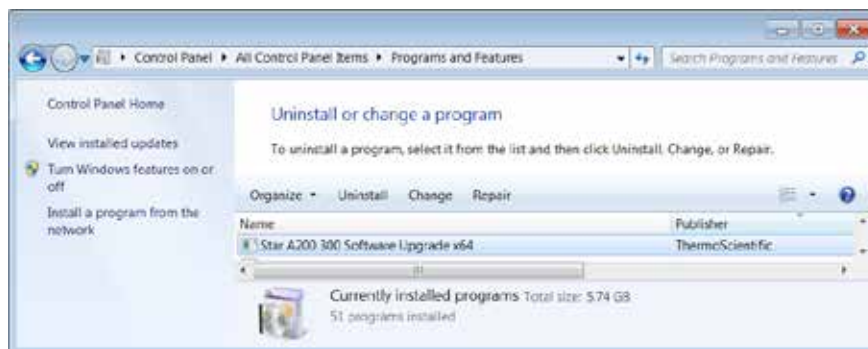 Control Panel ▸ All Control Panel Items ▸ Programs and Features
Search Programs and Features
Control Panel Home
View installed updates
Turn Windows features on or
off
Install a program from the
network
Uninstall or change a program
To uninstall a program, select it from the list and then click Uninstall, Change, or Repair.
Organize Uninstall Change Repair
Name Publisher
Star A200 300 Software Upgrade x64 ThermoScientific
Currently installed programs Total size: 5.74 GB
51 programs installed